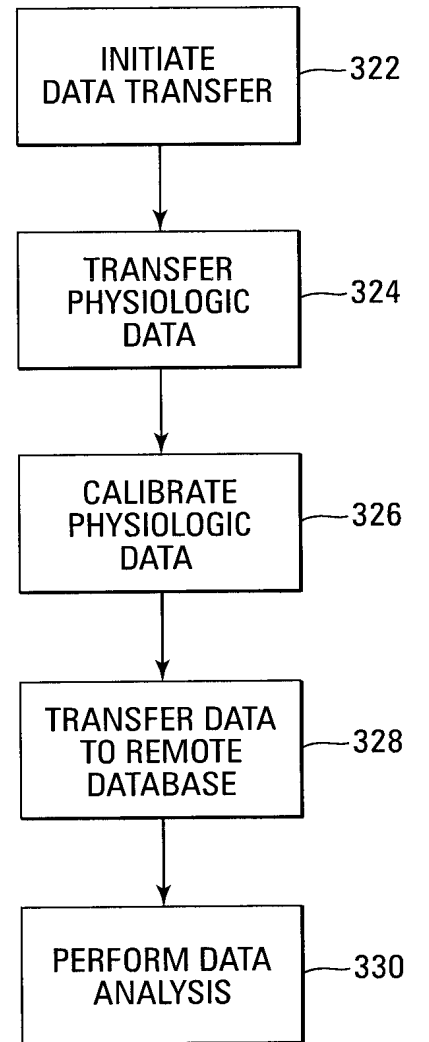 INITIATE
DATA TRANSFER
322
TRANSFER
PHYSIOLOGIC
DATA
324
CALIBRATE
PHYSIOLOGIC
DATA
326
TRANSFER DATA
TO REMOTE
DATABASE
328
PERFORM DATA
ANALYSIS
330